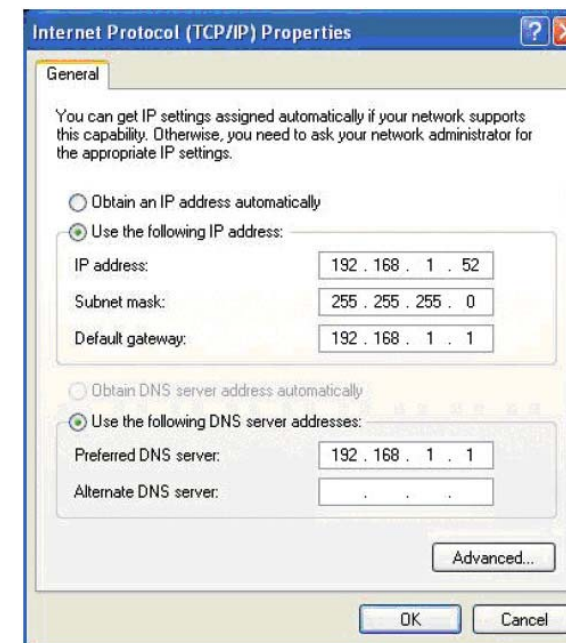 Internet Protocol (TCP/IP) Properties
General
You can get IP settings assigned automatically if your network supports
this capability. Otherwise, you need to ask your network administrator for
the appropriate IP settings.
Obtain an IP address automatically
Use the following IP address:
IP address: 192 . 168 . 1 . 52
Subnet mask: 255 . 255 . 255 . 0
Default gateway: 192 . 168 . 1 . 1
Obtain DNS server address automatically
Use the following DNS server addresses:
Preferred DNS server: 192 . 168 . 1 . 1
Alternate DNS server: . . .
Advanced...
OK Cancel